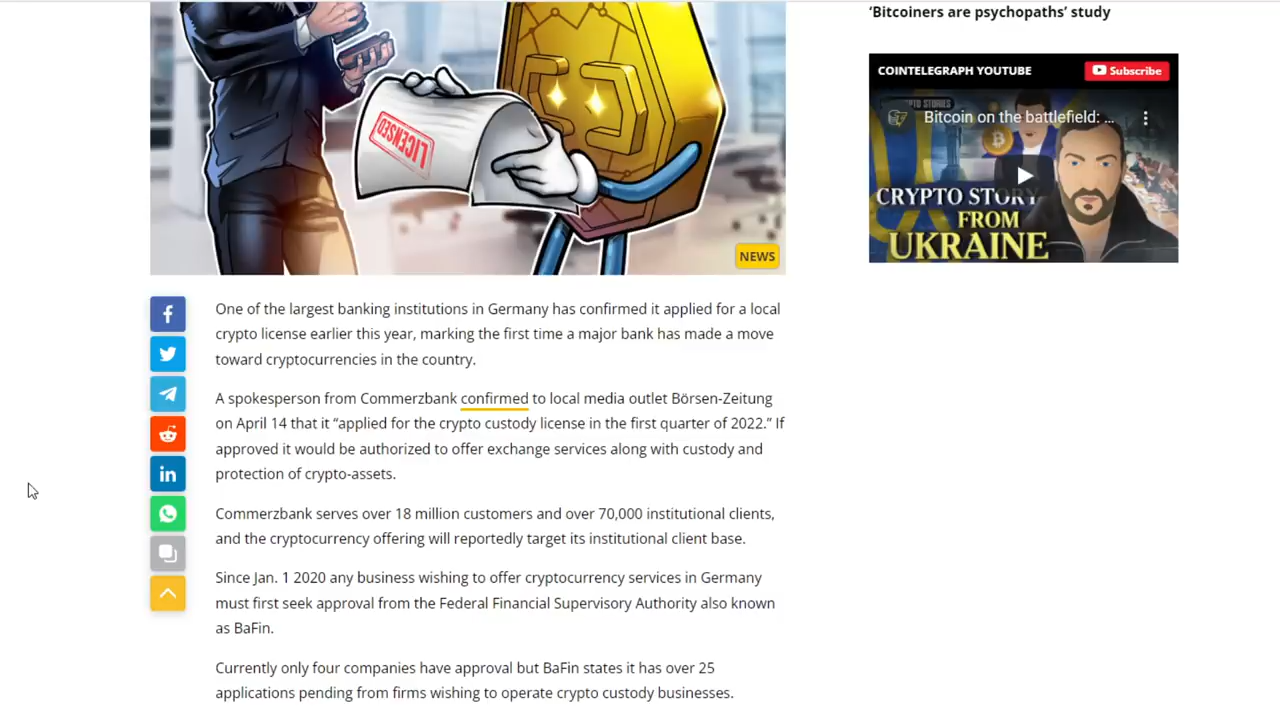 ‘Bitcoiners are psychopaths’ study
COINTELEGRAPH YOUTUBE
Subscribe
Bitcoin on the battlefield: ...
CRYPTO STORY
FROM
UKRAINE
LICENSED
NEWS
One of the largest banking institutions in Germany has confirmed it applied for a local
crypto license earlier this year, marking the first time a major bank has made a move
toward cryptocurrencies in the country.
A spokesperson from Commerzbank confirmed to local media outlet Börsen-Zeitung
on April 14 that it “applied for the crypto custody license in the first quarter of 2022.” If
approved it would be authorized to offer exchange services along with custody and
protection of crypto-assets.
Commerzbank serves over 18 million customers and over 70,000 institutional clients,
and the cryptocurrency offering will reportedly target its institutional client base.
Since Jan. 1 2020 any business wishing to offer cryptocurrency services in Germany
must first seek approval from the Federal Financial Supervisory Authority also known
as BaFin.
Currently only four companies have approval but BaFin states it has over 25
applications pending from firms wishing to operate crypto custody businesses.